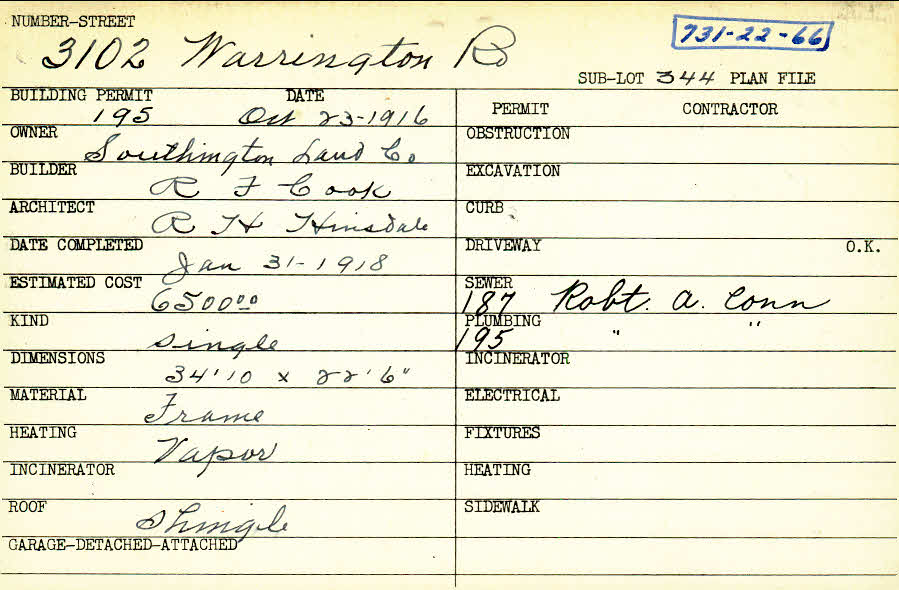 NUMBER-STREET
3102 Warrington Rd
731-22-66
SUB-LOT 344 PLAN FILE
BUILDING PERMIT DATE
195 Oct 23-1916
OWNER
Southington Land Co
BUILDER
R F Cook
ARCHITECT
R H Hinsdale
DATE COMPLETED
Jan 31-1918
ESTIMATED COST
6500⁰⁰
KIND
Single
DIMENSIONS
34'10 x 22'6"
MATERIAL
Frame
HEATING
Vapor
INCINERATOR
ROOF
Shingle
GARAGE-DETACHED-ATTACHED
PERMIT CONTRACTOR
OBSTRUCTION
EXCAVATION
CURB
DRIVEWAY O.K.
SEWER
187 Robt. A. Conn
PLUMBING
195 " "
INCINERATOR
ELECTRICAL
FIXTURES
HEATING
SIDEWALK